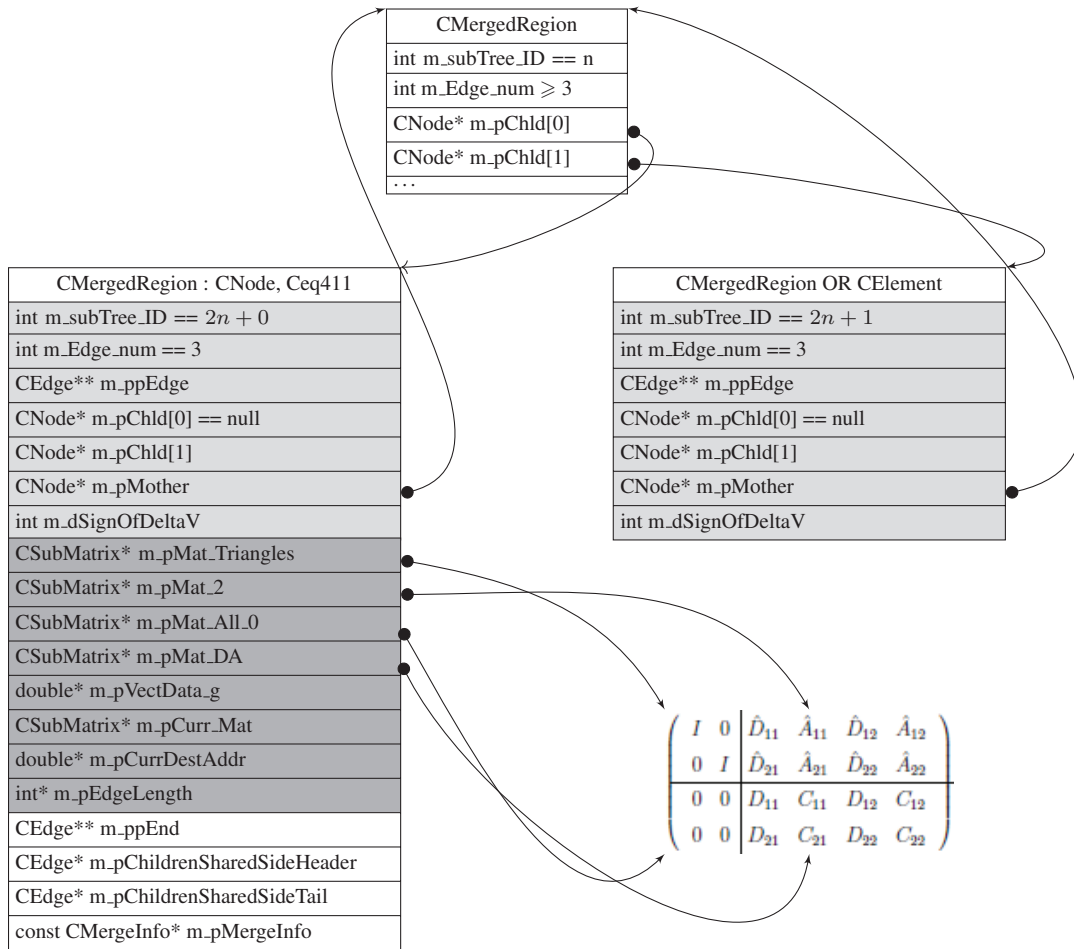 CMergedRegion
int m_subTree_ID == n
int m_Edge_num ⩾ 3
CNode* m_pChld[0]
CNode* m_pChld[1]
...
CMergedRegion : CNode, Ceq411
int m_subTree_ID == 2n + 0
int m_Edge_num == 3
CEdge** m_ppEdge
CNode* m_pChld[0] == null
CNode* m_pChld[1]
CNode* m_pMother
int m_dSignOfDeltaV
CSubMatrix* m_pMat_Triangles
CSubMatrix* m_pMat_2
CSubMatrix* m_pMat_All_0
CSubMatrix* m_pMat_DA
double* m_pVectData_g
CSubMatrix* m_pCurr_Mat
double* m_pCurrDestAddr
int* m_pEdgeLength
CEdge** m_ppEnd
CEdge* m_pChildrenSharedSideHeader
CEdge* m_pChildrenSharedSideTail
const CMergeInfo* m_pMergeInfo
CMergedRegion OR CElement
int m_subTree_ID == 2n + 1
int m_Edge_num == 3
CEdge** m_ppEdge
CNode* m_pChld[0] == null
CNode* m_pChld[1]
CNode* m_pMother
int m_dSignOfDeltaV
I 0 D̂₁₁ Â₁₁ D̂₁₂ Â₁₂
0 I D̂₂₁ Â₂₁ D̂₂₂ Â₂₂
0 0 D₁₁ C₁₁ D₁₂ C₁₂
0 0 D₂₁ C₂₁ D₂₂ C₂₂